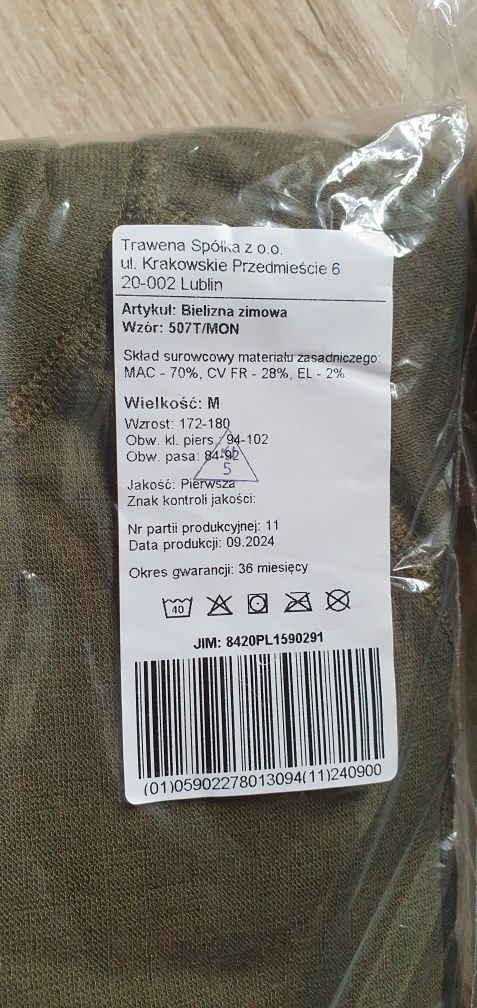 Trawena Spółka z o.o.
ul. Krakowskie Przedmieście 6
20-002 Lublin
Artykuł: Bielizna zimowa
Wzór: 507T/MON
Skład surowcowy materiału zasadniczego:
MAC - 70%, CV FR - 28%, EL - 2%
Wielkość: M
Wzrost: 172-180
Obw. kl. piers.: 94-102
Obw. pasa: 84-92
5
Jakość: Pierwsza
Znak kontroli jakości:
Nr partii produkcyjnej: 11
Data produkcji: 09.2024
Okres gwarancji: 36 miesięcy
40
JIM: 8420PL1590291
(01)05902278013094(11)240900